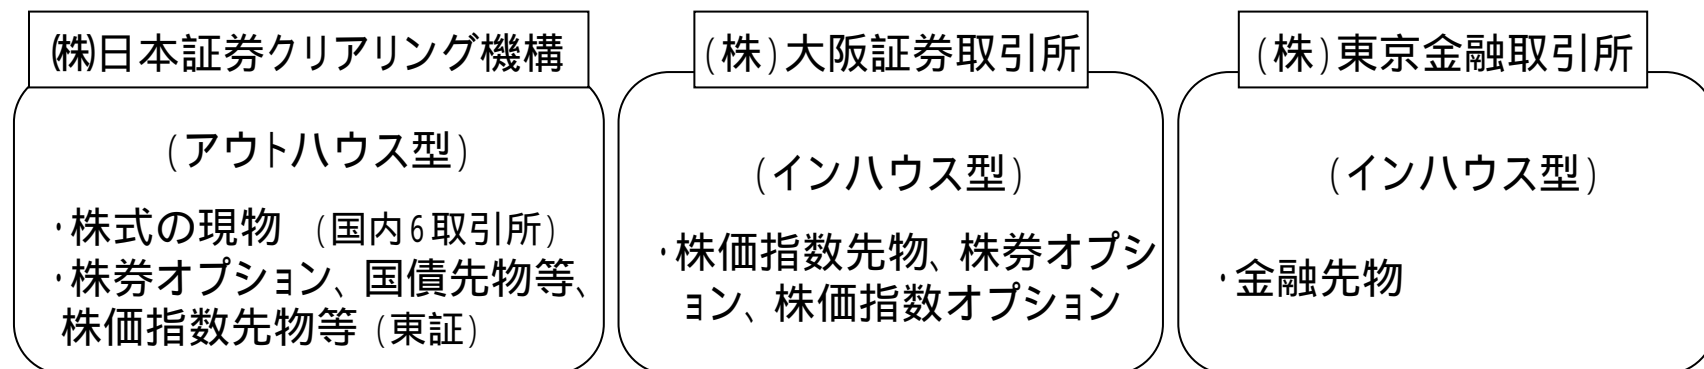 ㈱日本証券クリアリング機構
(アウトハウス型)
・株式の現物 (国内6取引所)
・株券オプション、国債先物等、
株価指数先物等 (東証)
(株)大阪証券取引所
(インハウス型)
・株価指数先物、株券オプシ
ョン、株価指数オプション
(株)東京金融取引所
(インハウス型)
・金融先物